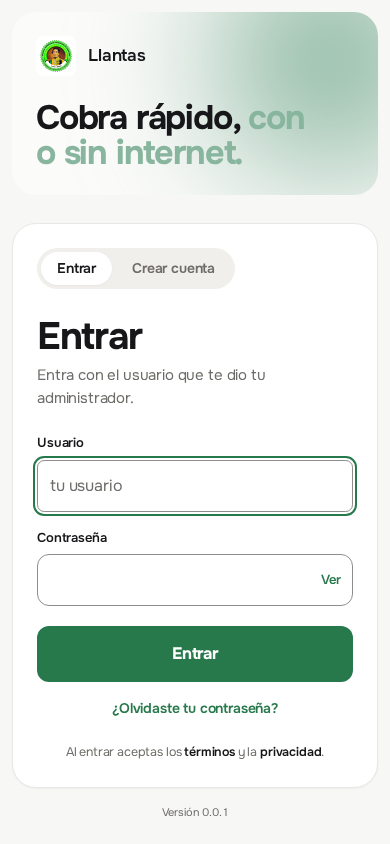 Llantas
Cobra rápido, con
o sin internet.
Entrar
Crear cuenta
Entrar
Entra con el usuario que te dio tu
administrador.
Usuario
tu usuario
Contraseña
Ver
Entrar
¿Olvidaste tu contraseña?
Al entrar aceptas los términos y la privacidad.
Versión 0.0.1